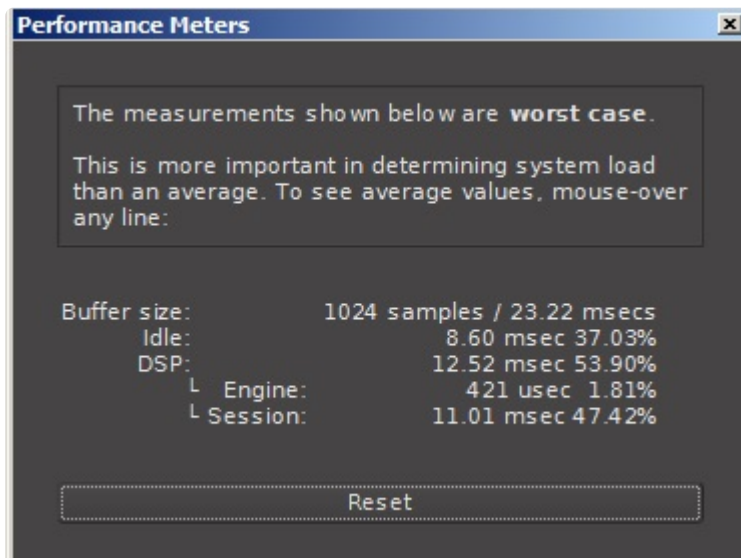 Performance Meters
The measurements shown below are worst case.
This is more important in determining system load
than an average. To see average values, mouse-over
any line:
Buffer size: 1024 samples / 23.22 msecs
Idle: 8.60 msec 37.03%
DSP: 12.52 msec 53.90%
└ Engine: 421 usec 1.81%
└ Session: 11.01 msec 47.42%
Reset